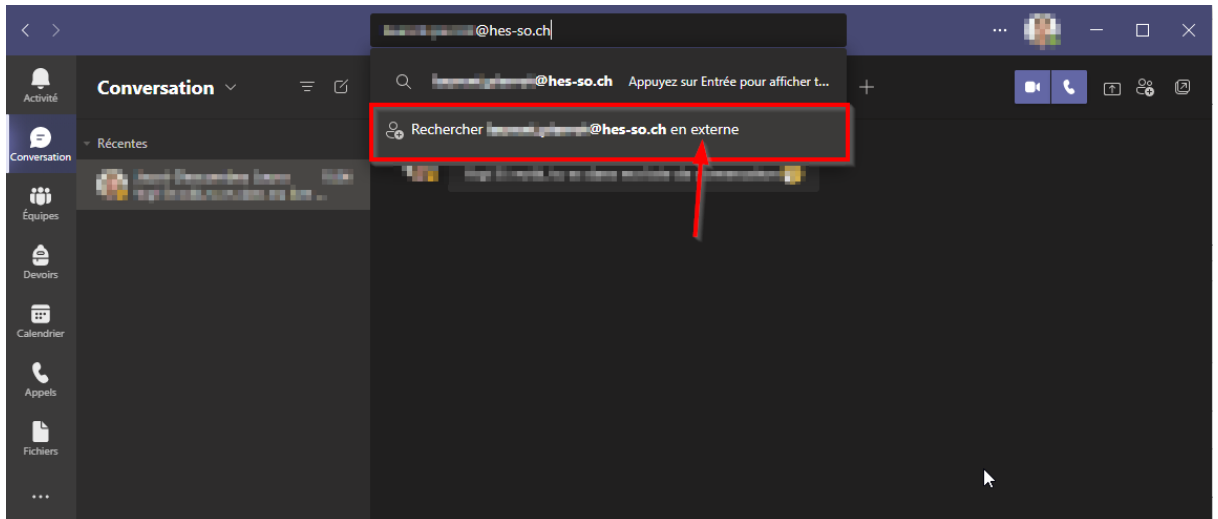 @hes-so.ch
@hes-so.ch Appuyez sur Entrée pour afficher t...
Rechercher @hes-so.ch en externe
Activité
Conversation
Équipes
Devoirs
Calendrier
Appels
Fichiers
Conversation
Récentes